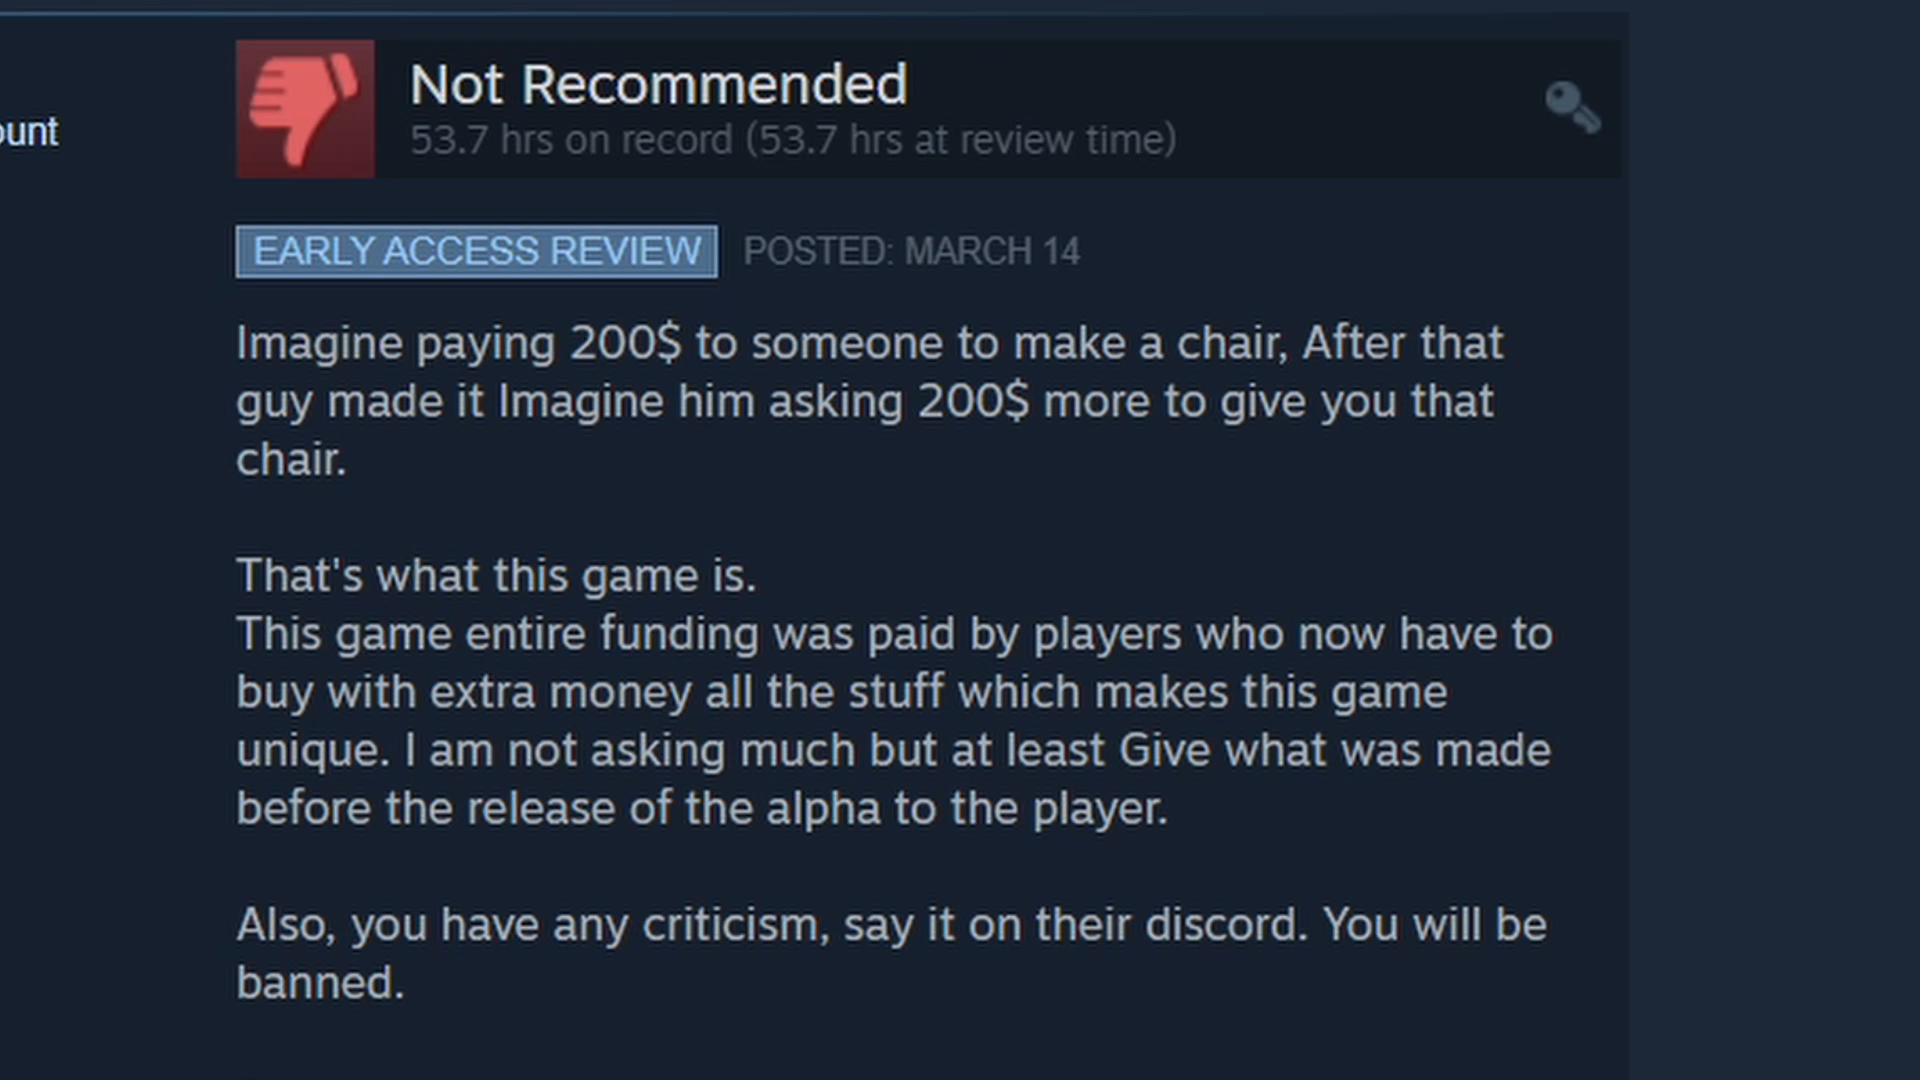 Not Recommended
53.7 hrs on record (53.7 hrs at review time)
ount
EARLY ACCESS REVIEW POSTED: MARCH 14
Imagine paying 200$ to someone to make a chair, After that
guy made it Imagine him asking 200$ more to give you that
chair.
That's what this game is.
This game entire funding was paid by players who now have to
buy with extra money all the stuff which makes this game
unique. I am not asking much but at least Give what was made
before the release of the alpha to the player.
Also, you have any criticism, say it on their discord. You will be
banned.